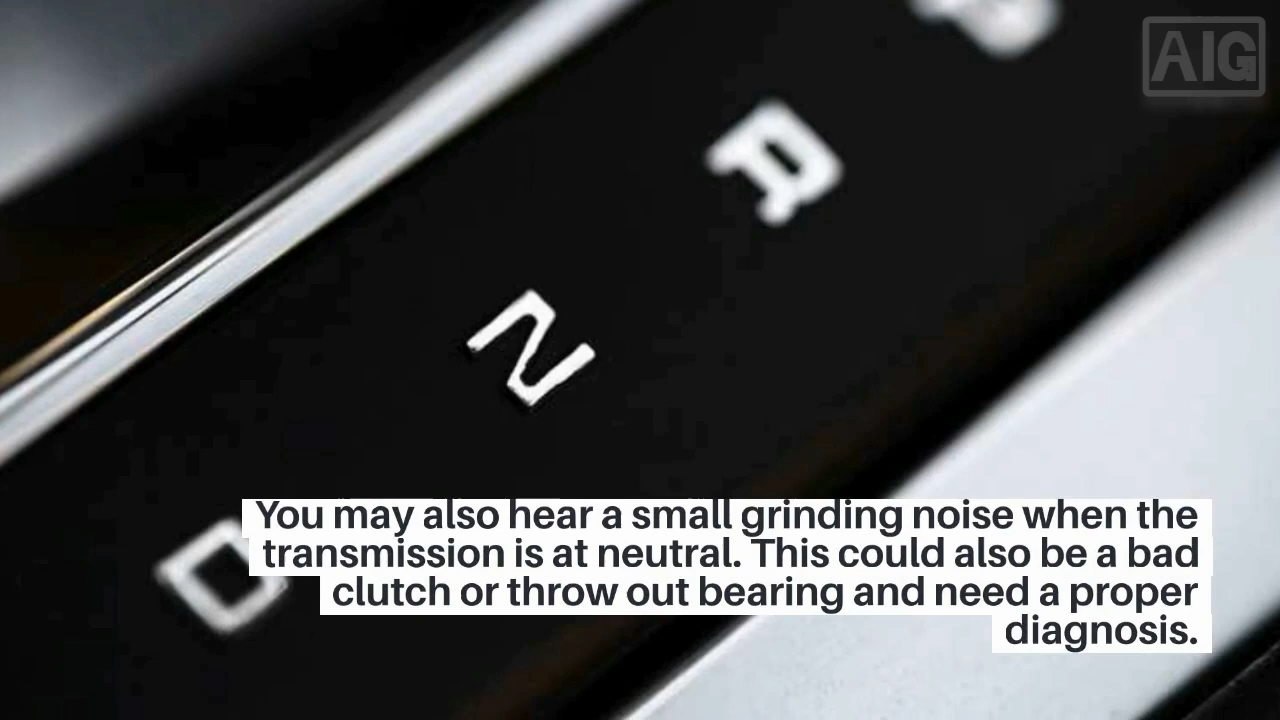 AIG
R
N
D
You may also hear a small grinding noise when the
transmission is at neutral. This could also be a bad
clutch or throw out bearing and need a proper
diagnosis.